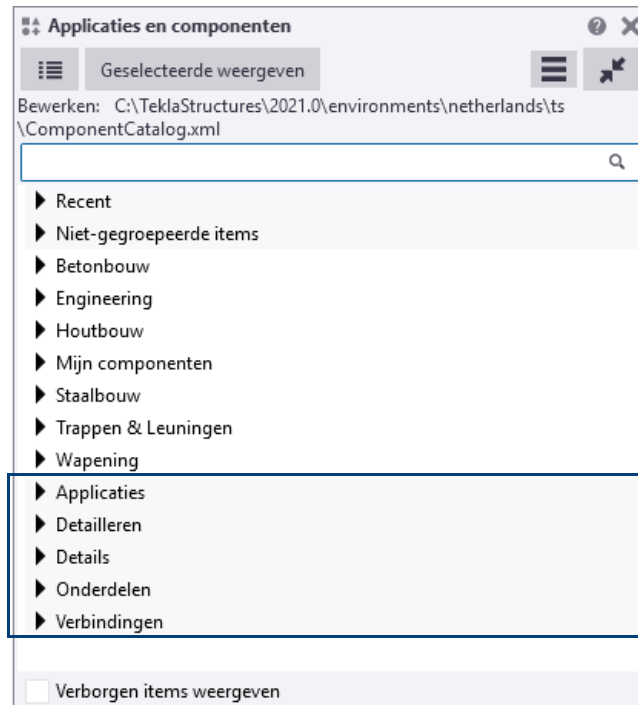 Applicaties en componenten
Geselecteerde weergeven
Bewerken: C:\TeklaStructures\2021.0\environments\netherlands\ts
\ComponentCatalog.xml
Recent
Niet-gegroepeerde items
Betonbouw
Engineering
Houtbouw
Mijn componenten
Staalbouw
Trappen & Leuningen
Wapening
Applicaties
Detailleren
Details
Onderdelen
Verbindingen
Verborgen items weergeven